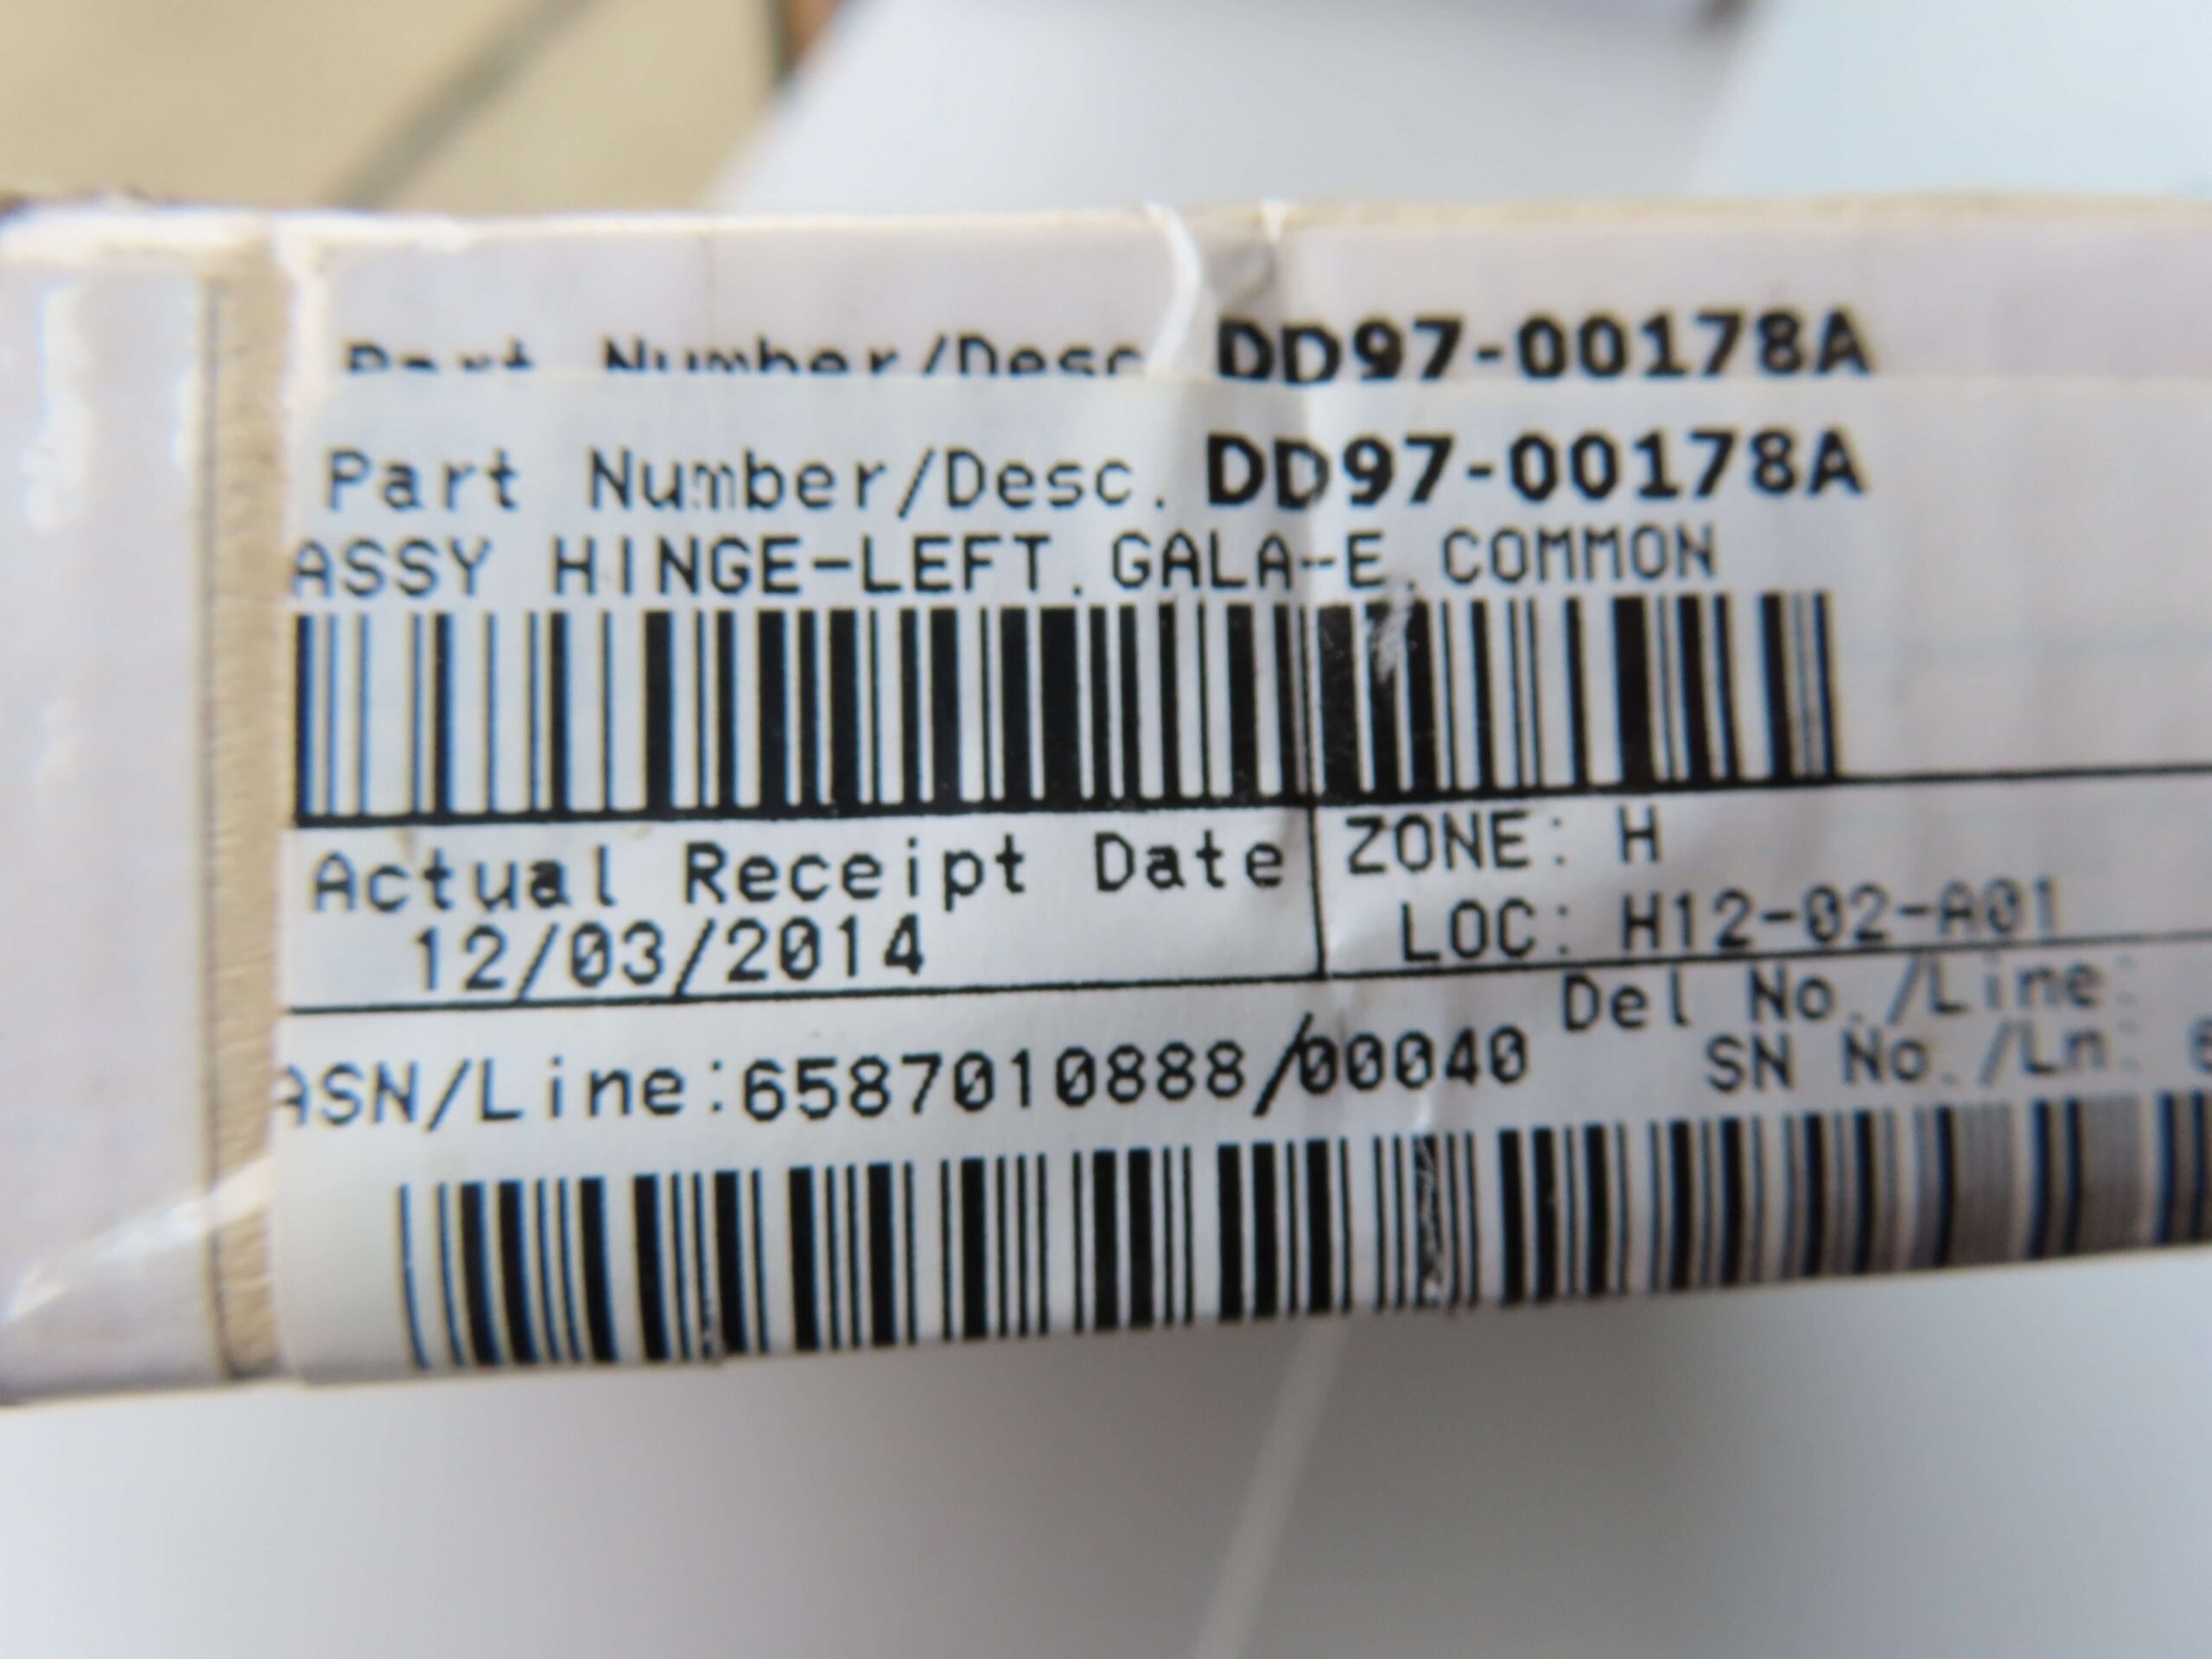 Part Number/Desc DD97-00178A
Part Number/Desc. DD97-00178A
ASSY HINGE-LEFT.GALA-E.COMMON
Actual Receipt Date
12/03/2014
ZONE: H
LOC: H12-02-A01
Del No./Line:
ASN/Line:6587010888/00040
SN No./Ln: